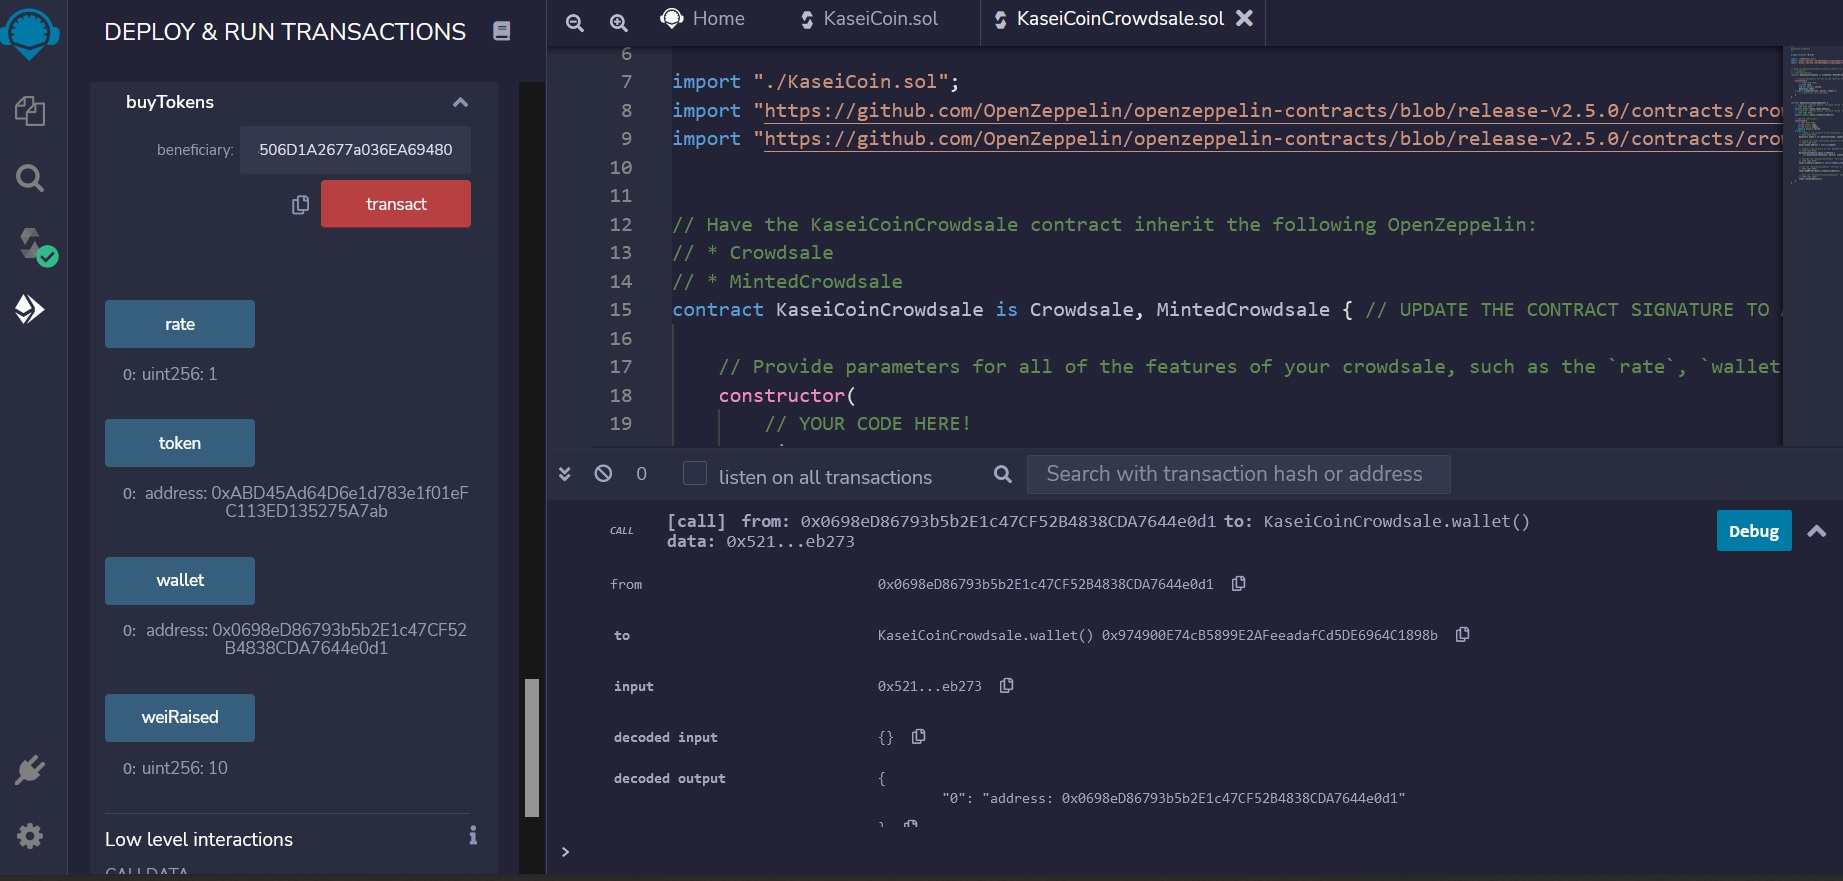 DEPLOY & RUN TRANSACTIONS
buyTokens
beneficiary: 506D1A2677a036EA69480
transact
rate
0: uint256: 1
token
0: address: 0xABD45Ad64D6e1d783e1f01eF
C113ED135275A7ab
wallet
0: address: 0x0698eD86793b5b2E1c47CF52
B4838CDA7644e0d1
weiRaised
0: uint256: 10
Low level interactions
CALLDATA
Home
KaseiCoin.sol
KaseiCoinCrowdsale.sol
6
7 import "./KaseiCoin.sol";
8 import "https://github.com/OpenZeppelin/openzeppelin-contracts/blob/release-v2.5.0/contracts/cro
9 import "https://github.com/OpenZeppelin/openzeppelin-contracts/blob/release-v2.5.0/contracts/cro
10
11
12 // Have the KaseiCoinCrowdsale contract inherit the following OpenZeppelin:
13 // * Crowdsale
14 // * MintedCrowdsale
15 contract KaseiCoinCrowdsale is Crowdsale, MintedCrowdsale { // UPDATE THE CONTRACT SIGNATURE TO
16
17 // Provide parameters for all of the features of your crowdsale, such as the `rate`, `wallet
18 constructor(
19 // YOUR CODE HERE!
0
listen on all transactions
Search with transaction hash or address
CALL
[call] from: 0x0698eD86793b5b2E1c47CF52B4838CDA7644e0d1 to: KaseiCoinCrowdsale.wallet()
data: 0x521...eb273
Debug
from 0x0698eD86793b5b2E1c47CF52B4838CDA7644e0d1
to KaseiCoinCrowdsale.wallet() 0x974900E74cB5899E2AFeeadafCd5DE6964C1898b
input 0x521...eb273
decoded input {}
decoded output {
"0": "address: 0x0698eD86793b5b2E1c47CF52B4838CDA7644e0d1"
}
>